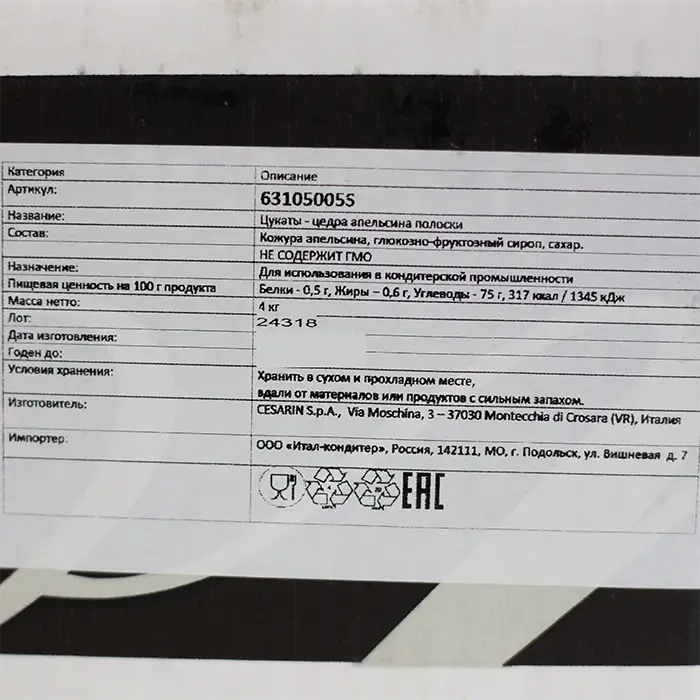 Категория Описание
Артикул: 63105005S
Название: Цукаты - цедра апельсина полоски
Состав: Кожура апельсина, глюкозно-фруктозный сироп, сахар.
НЕ СОДЕРЖИТ ГМО
Назначение: Для использования в кондитерской промышленности
Пищевая ценность на 100 г продукта Белки - 0,5 г, Жиры – 0,6 г, Углеводы - 75 г, 317 ккал / 1345 кДж
Масса нетто: 4 кг
Лот: 24318
Дата изготовления:
Годен до:
Условия хранения: Хранить в сухом и прохладном месте,
вдали от материалов или продуктов с сильным запахом.
Изготовитель: CESARIN S.p.A., Via Moschina, 3 – 37030 Montecchia di Crosara (VR), Италия
Импортер: ООО «Итал-кондитер», Россия, 142111, МО, г. Подольск, ул. Вишневая д. 7
EAC